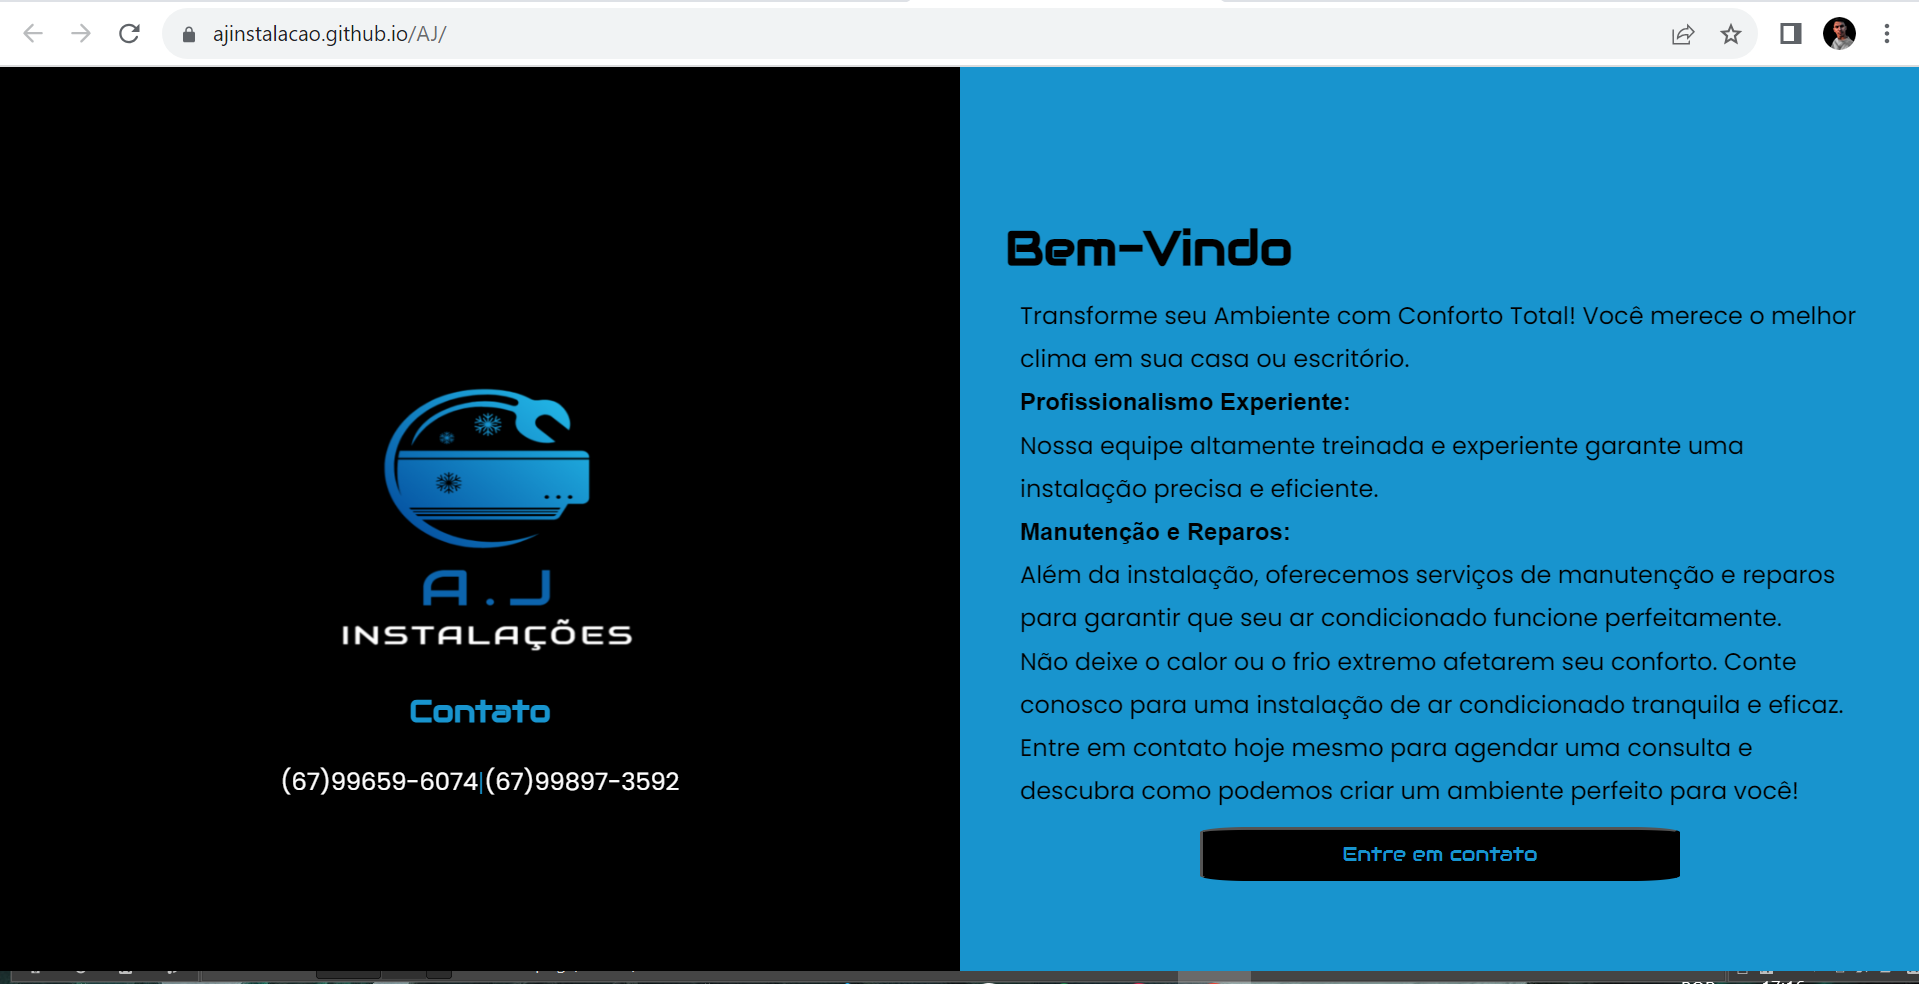 ajinstalacao.github.io/AJ/
A.J
INSTALAÇÕES
Contato
(67)99659-6074|(67)99897-3592
Bem-Vindo
Transforme seu Ambiente com Conforto Total! Você merece o melhor
clima em sua casa ou escritório.
Profissionalismo Experiente:
Nossa equipe altamente treinada e experiente garante uma
instalação precisa e eficiente.
Manutenção e Reparos:
Além da instalação, oferecemos serviços de manutenção e reparos
para garantir que seu ar condicionado funcione perfeitamente.
Não deixe o calor ou o frio extremo afetarem seu conforto. Conte
conosco para uma instalação de ar condicionado tranquila e eficaz.
Entre em contato hoje mesmo para agendar uma consulta e
descubra como podemos criar um ambiente perfeito para você!
Entre em contato